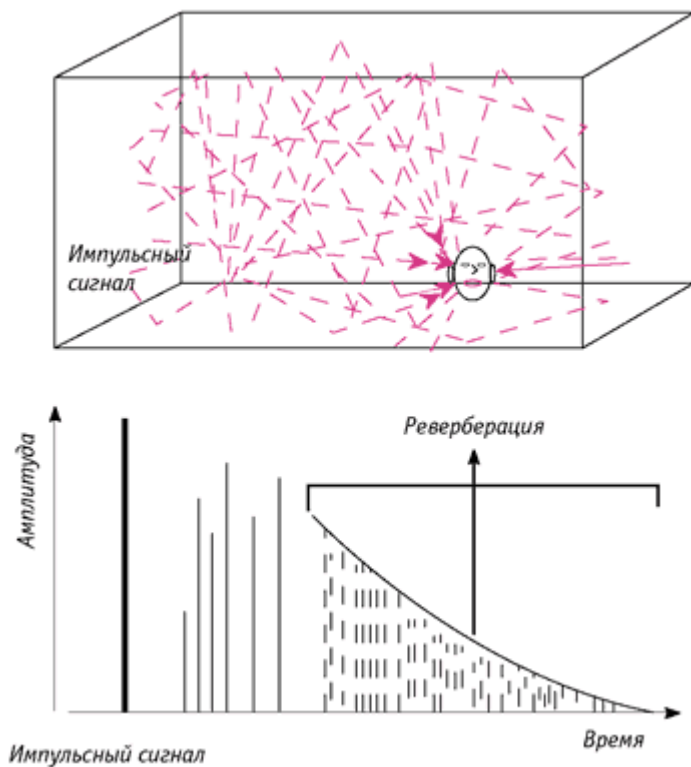 Импульсный
сигнал
Реверберация
Амплитуда
Время
Импульсный сигнал